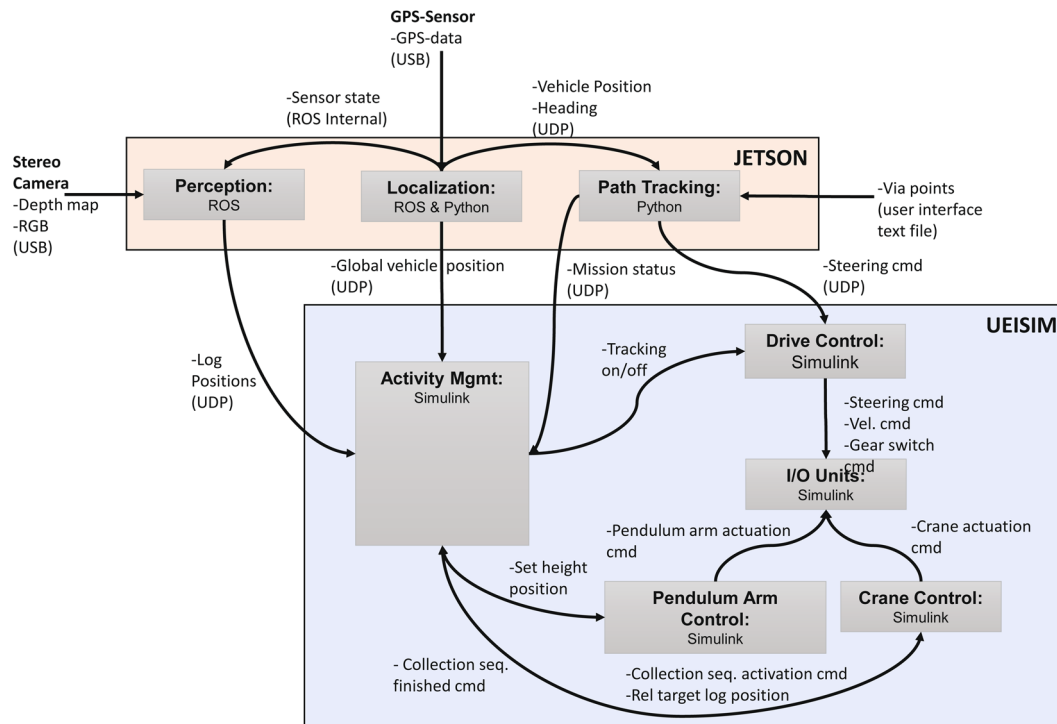 GPS-Sensor
-GPS-data
(USB)
-Sensor state
(ROS Internal)
-Vehicle Position
-Heading
(UDP)
JETSON
Stereo
Camera
-Depth map
-RGB
(USB)
Perception:
ROS
Localization:
ROS & Python
Path Tracking:
Python
-Via points
(user interface
text file)
-Global vehicle position
(UDP)
-Mission status
(UDP)
-Steering cmd
(UDP)
UEISIM
-Log
Positions
(UDP)
Activity Mgmt:
Simulink
-Tracking
on/off
Drive Control:
Simulink
-Steering cmd
-Vel. cmd
-Gear switch
cmd
I/O Units:
Simulink
-Pendulum arm actuation
cmd
-Crane actuation
cmd
-Set height
position
Pendulum Arm
Control:
Simulink
Crane Control:
Simulink
- Collection seq.
finished cmd
- Collection seq. activation cmd
-Rel target log position